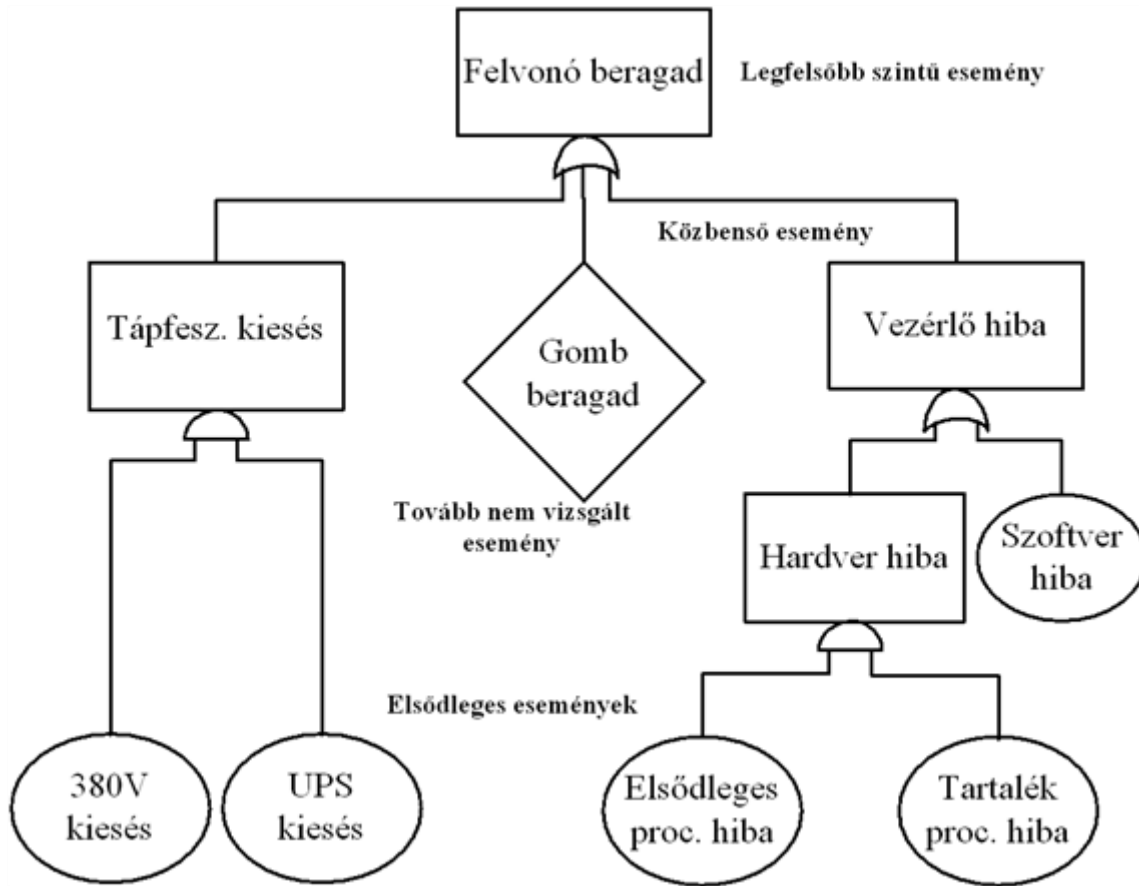 Felvonó beragad
Legfelsőbb szintű esemény
Közbenső esemény
Tápfesz. kiesés
Gomb
beragad
Vezérlő hiba
Tovább nem vizsgált
esemény
Hardver hiba
Szoftver
hiba
Elsődleges események
380V
kiesés
UPS
kiesés
Elsődleges
proc. hiba
Tartalék
proc. hiba